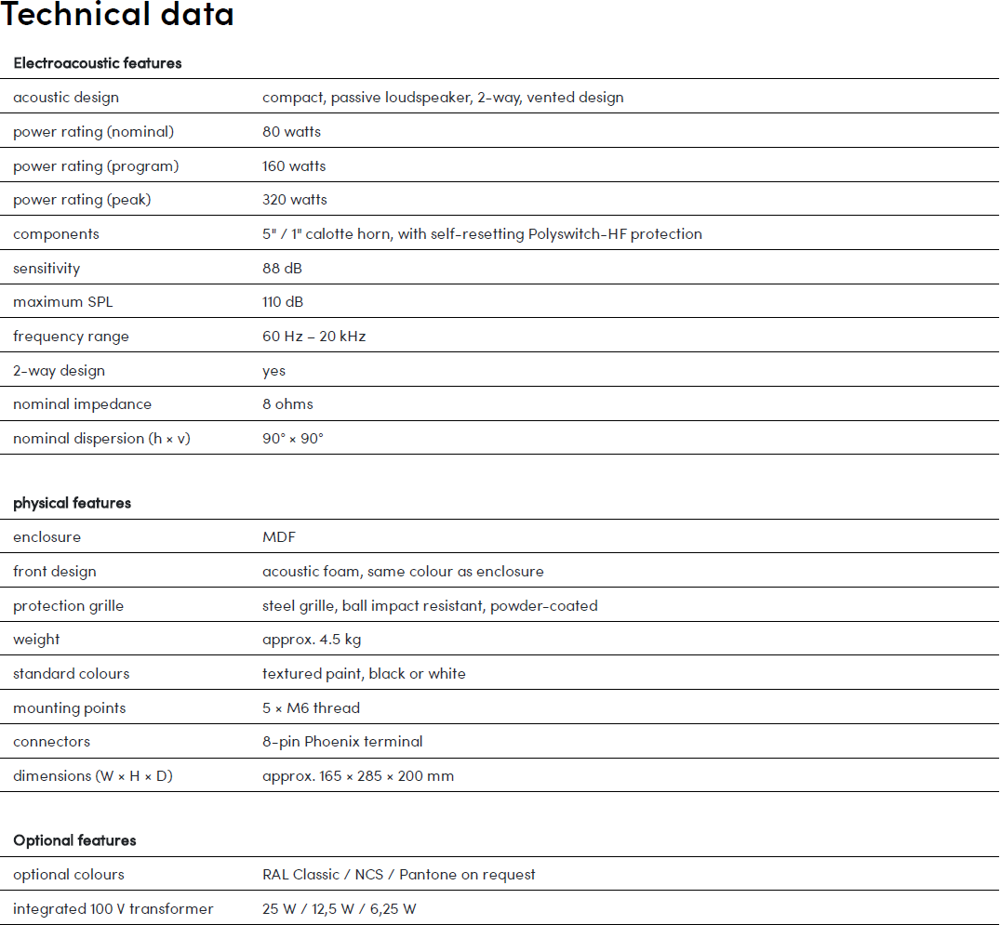 Technical data
Electroacoustic features
acoustic design compact, passive loudspeaker, 2-way, vented design
power rating (nominal) 80 watts
power rating (program) 160 watts
power rating (peak) 320 watts
components 5" / 1" calotte horn, with self-resetting Polyswitch-HF protection
sensitivity 88 dB
maximum SPL 110 dB
frequency range 60 Hz – 20 kHz
2-way design yes
nominal impedance 8 ohms
nominal dispersion (h × v) 90° × 90°
physical features
enclosure MDF
front design acoustic foam, same colour as enclosure
protection grille steel grille, ball impact resistant, powder-coated
weight approx. 4.5 kg
standard colours textured paint, black or white
mounting points 5 × M6 thread
connectors 8-pin Phoenix terminal
dimensions (W × H × D) approx. 165 × 285 × 200 mm
Optional features
optional colours RAL Classic / NCS / Pantone on request
integrated 100 V transformer 25 W / 12,5 W / 6,25 W